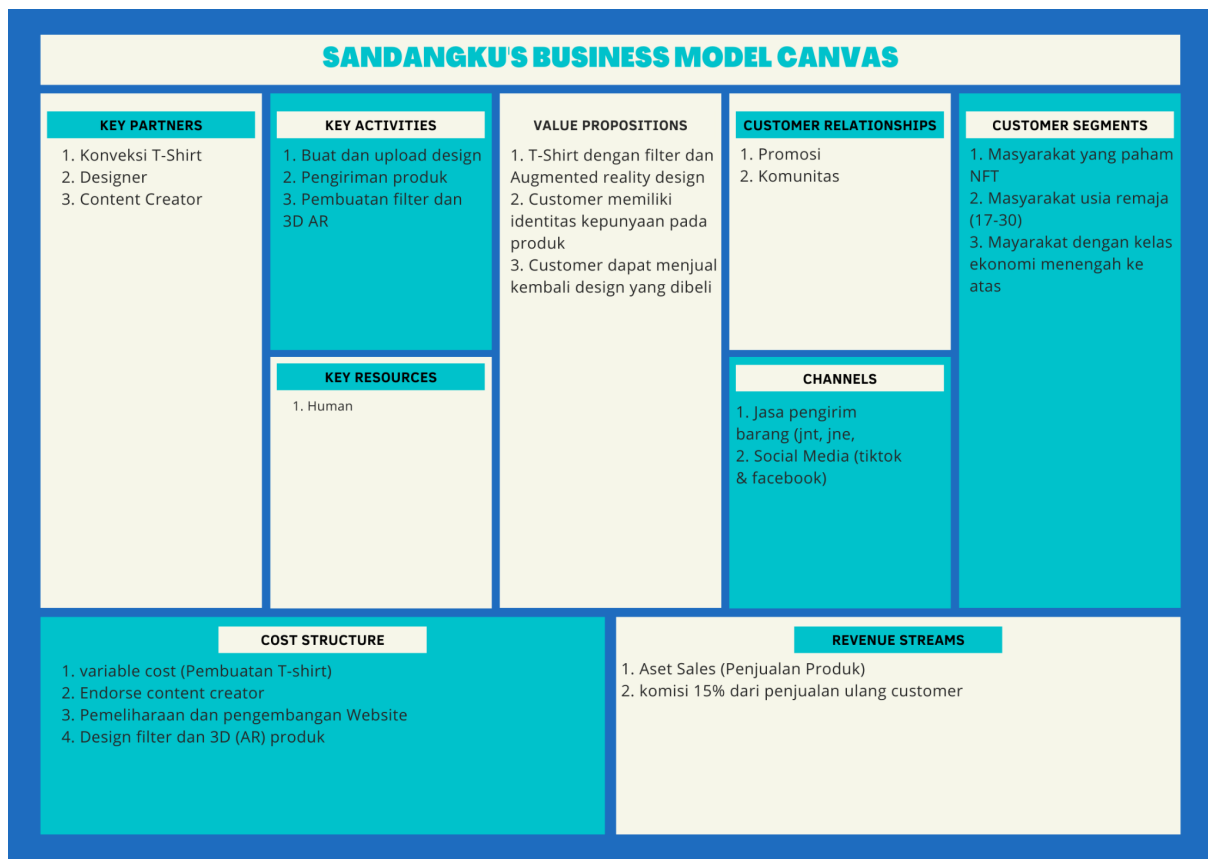 SANDANGKU'S BUSINESS MODEL CANVAS
KEY PARTNERS
1. Konveksi T-Shirt
2. Designer
3. Content Creator
KEY ACTIVITIES
1. Buat dan upload design
2. Pengiriman produk
3. Pembuatan filter dan
3D AR
KEY RESOURCES
1. Human
VALUE PROPOSITIONS
1. T-Shirt dengan filter dan
Augmented reality design
2. Customer memiliki
identitas kepunyaan pada
produk
3. Customer dapat menjual
kembali design yang dibeli
CUSTOMER RELATIONSHIPS
1. Promosi
2. Komunitas
CHANNELS
1. Jasa pengirim
barang (jnt, jne,
2. Social Media (tiktok
& facebook)
CUSTOMER SEGMENTS
1. Masyarakat yang paham
NFT
2. Masyarakat usia remaja
(17-30)
3. Mayarakat dengan kelas
ekonomi menengah ke
atas
COST STRUCTURE
1. variable cost (Pembuatan T-shirt)
2. Endorse content creator
3. Pemeliharaan dan pengembangan Website
4. Design filter dan 3D (AR) produk
REVENUE STREAMS
1. Aset Sales (Penjualan Produk)
2. komisi 15% dari penjualan ulang customer